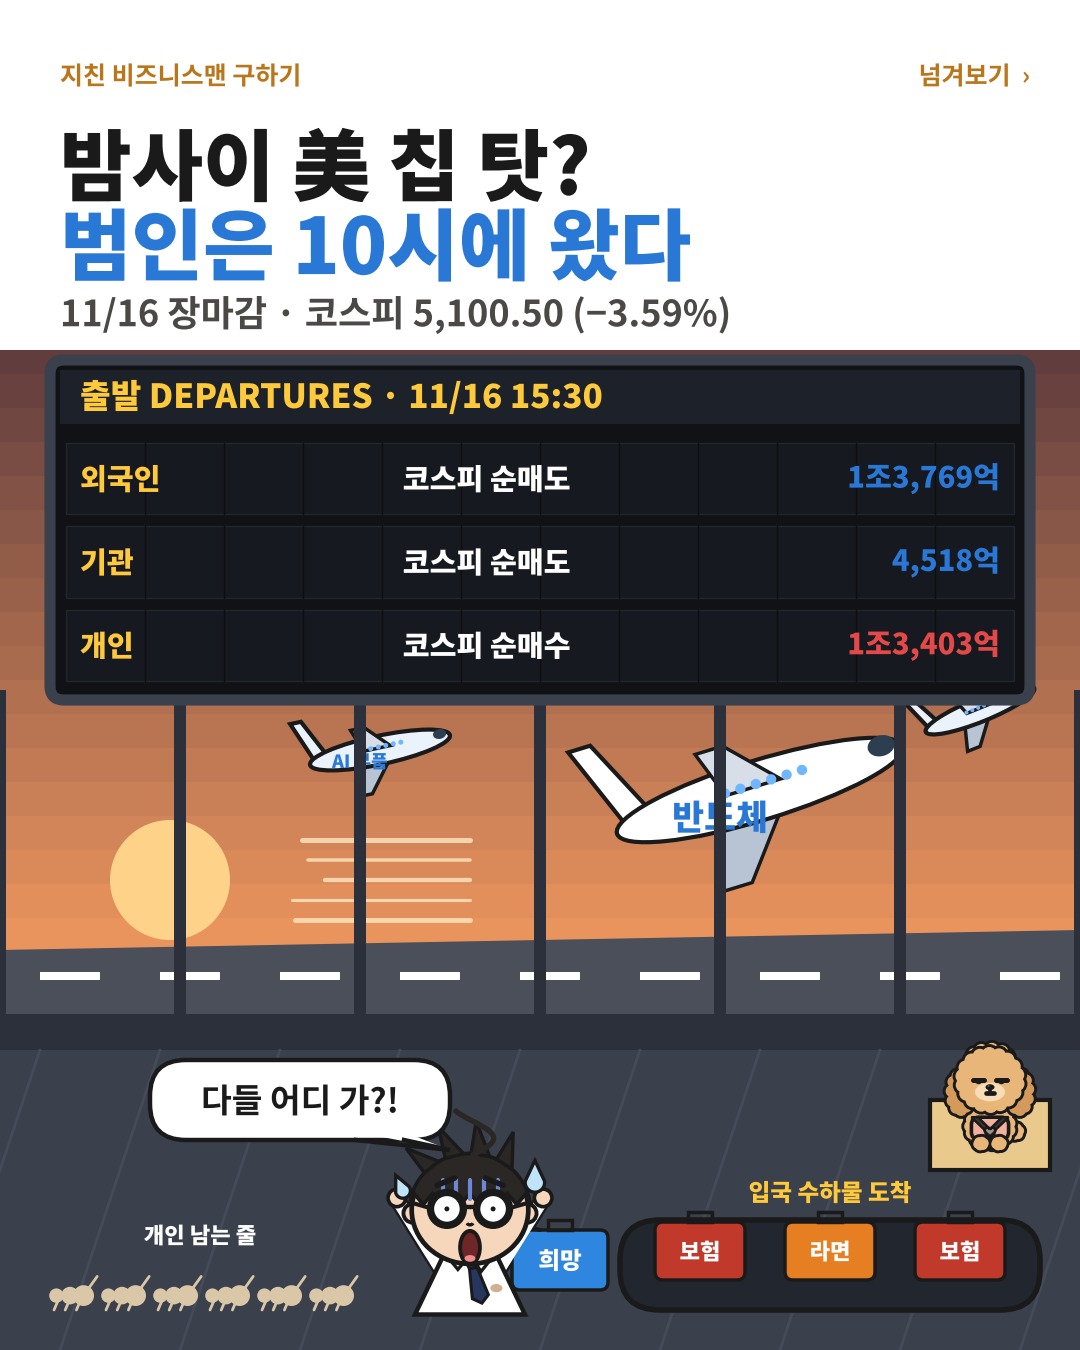 지친 비즈니스맨 구하기
넘겨보기 ›
밤사이 美 칩 탓?
범인은 10시에 왔다
11/16 장마감 · 코스피 5,100.50 (−3.59%)
출발 DEPARTURES · 11/16 15:30
외국인 코스피 순매도 1조3,769억
기관 코스피 순매도 4,518억
개인 코스피 순매수 1조3,403억
AI
반도체
다들 어디 가?!
입국 수하물 도착
개인 남는 줄
희망
보험
라면
보험